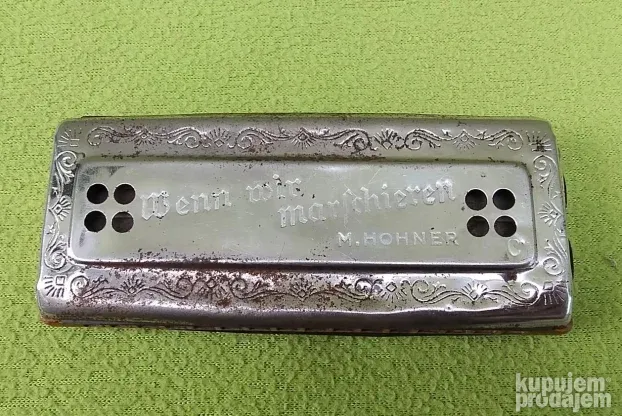 Wenn wir
marschieren
M. HOHNER
C
kupujem
prodajem